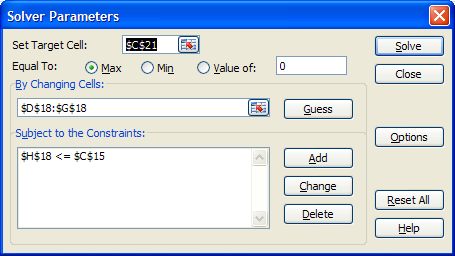 Solver Parameters
Set Target Cell: $C$21 Solve
Equal To: Max Min Value of: 0 Close
By Changing Cells:
$D$18:$G$18 Guess
Subject to the Constraints: Options
$H$18 <= $C$15 Add
Change
Reset All
Delete
Help